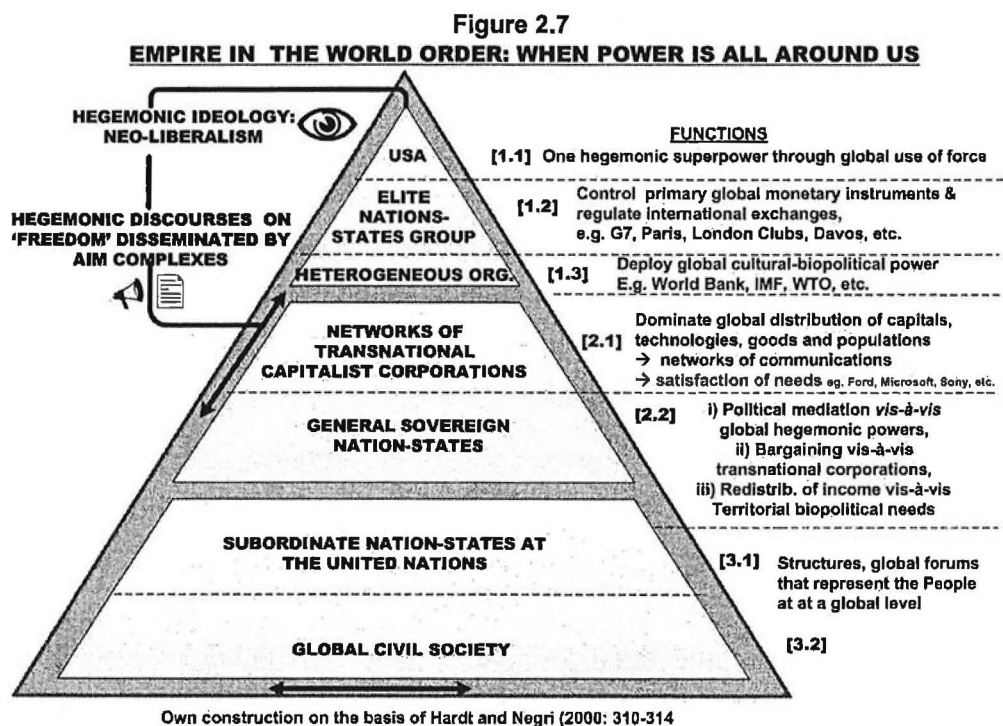 Figure 2.7
EMPIRE IN THE WORLD ORDER: WHEN POWER IS ALL AROUND US
HEGEMONIC IDEOLOGY:
NEO-LIBERALISM
HEGEMONIC DISCOURSES ON
‘FREEDOM’ DISSEMINATED BY
AIM COMPLEXES
FUNCTIONS
USA
[1.1] One hegemonic superpower through global use of force
ELITE
NATIONS-
STATES GROUP
[1.2] Control primary global monetary instruments &
regulate international exchanges,
e.g. G7, Paris, London Clubs, Davos, etc.
HETEROGENEOUS ORG.
[1.3] Deploy global cultural-biopolitical power
E.g. World Bank, IMF, WTO, etc.
NETWORKS OF
TRANSNATIONAL
CAPITALIST CORPORATIONS
[2.1] Dominate global distribution of capitals,
technologies, goods and populations
→ networks of communications
→ satisfaction of needs eg. Ford, Microsoft, Sony, etc.
GENERAL SOVEREIGN
NATION-STATES
[2.2] i) Political mediation vis-à-vis
global hegemonic powers,
ii) Bargaining vis-à-vis
transnational corporations,
iii) Redistrib. of income vis-à-vis
Territorial biopolitical needs
SUBORDINATE NATION-STATES AT
THE UNITED NATIONS
[3.1] Structures, global forums
that represent the People
at at a global level
GLOBAL CIVIL SOCIETY
[3.2]
Own construction on the basis of Hardt and Negri (2000: 310-314